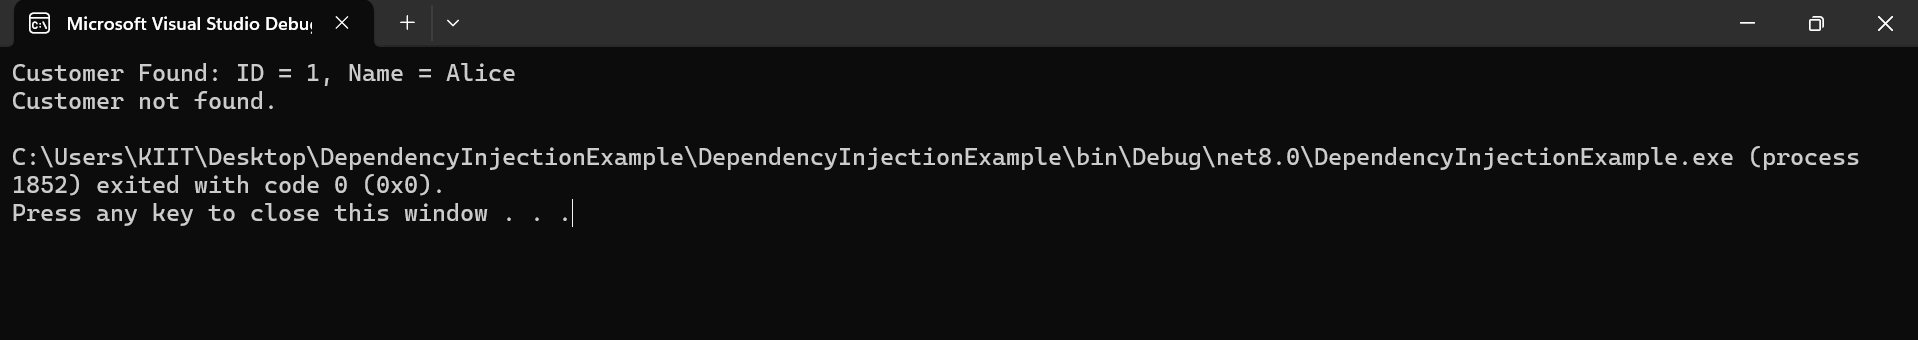 Microsoft Visual Studio Debu
Customer Found: ID = 1, Name = Alice
Customer not found.
C:\Users\KIIT\Desktop\DependencyInjectionExample\DependencyInjectionExample\bin\Debug\net8.0\DependencyInjectionExample.exe (process
1852) exited with code 0 (0x0).
Press any key to close this window . . .